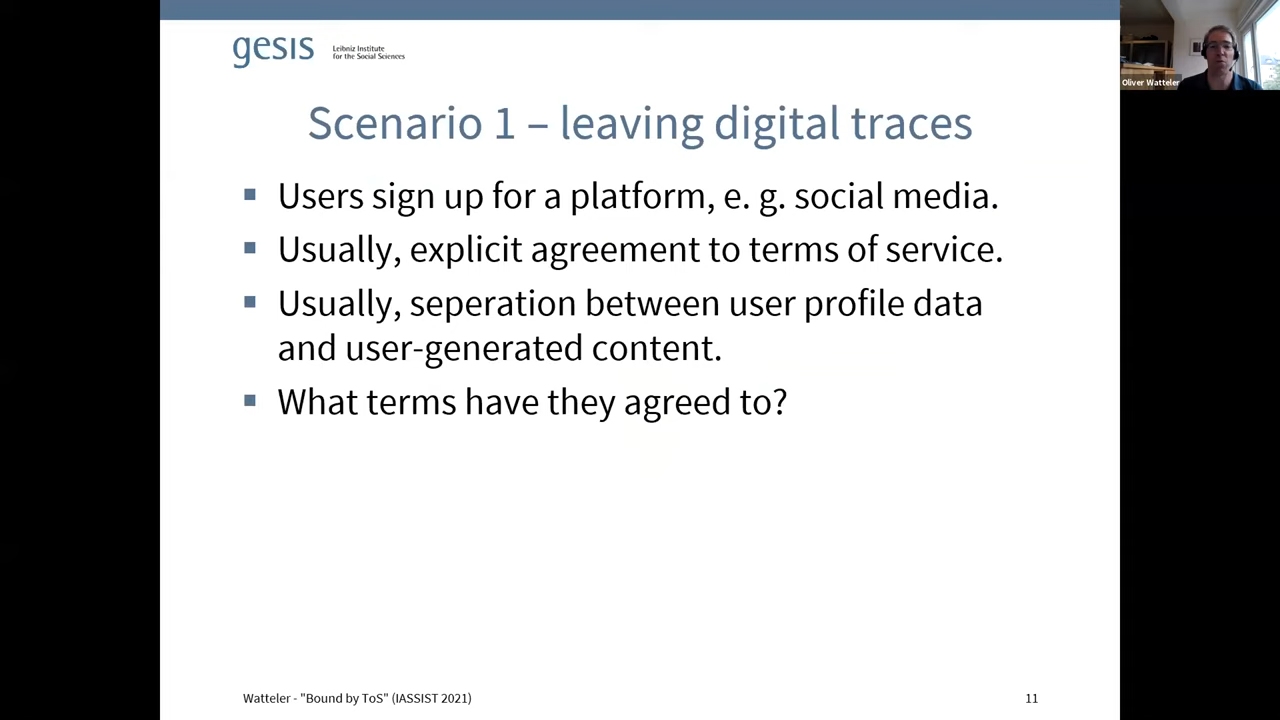 gesis
Leibniz Institute
for the Social Sciences
Oliver Watteler
Scenario 1 – leaving digital traces
Users sign up for a platform, e. g. social media.
Usually, explicit agreement to terms of service.
Usually, seperation between user profile data
and user-generated content.
What terms have they agreed to?
Watteler - "Bound by ToS" (IASSIST 2021)
11